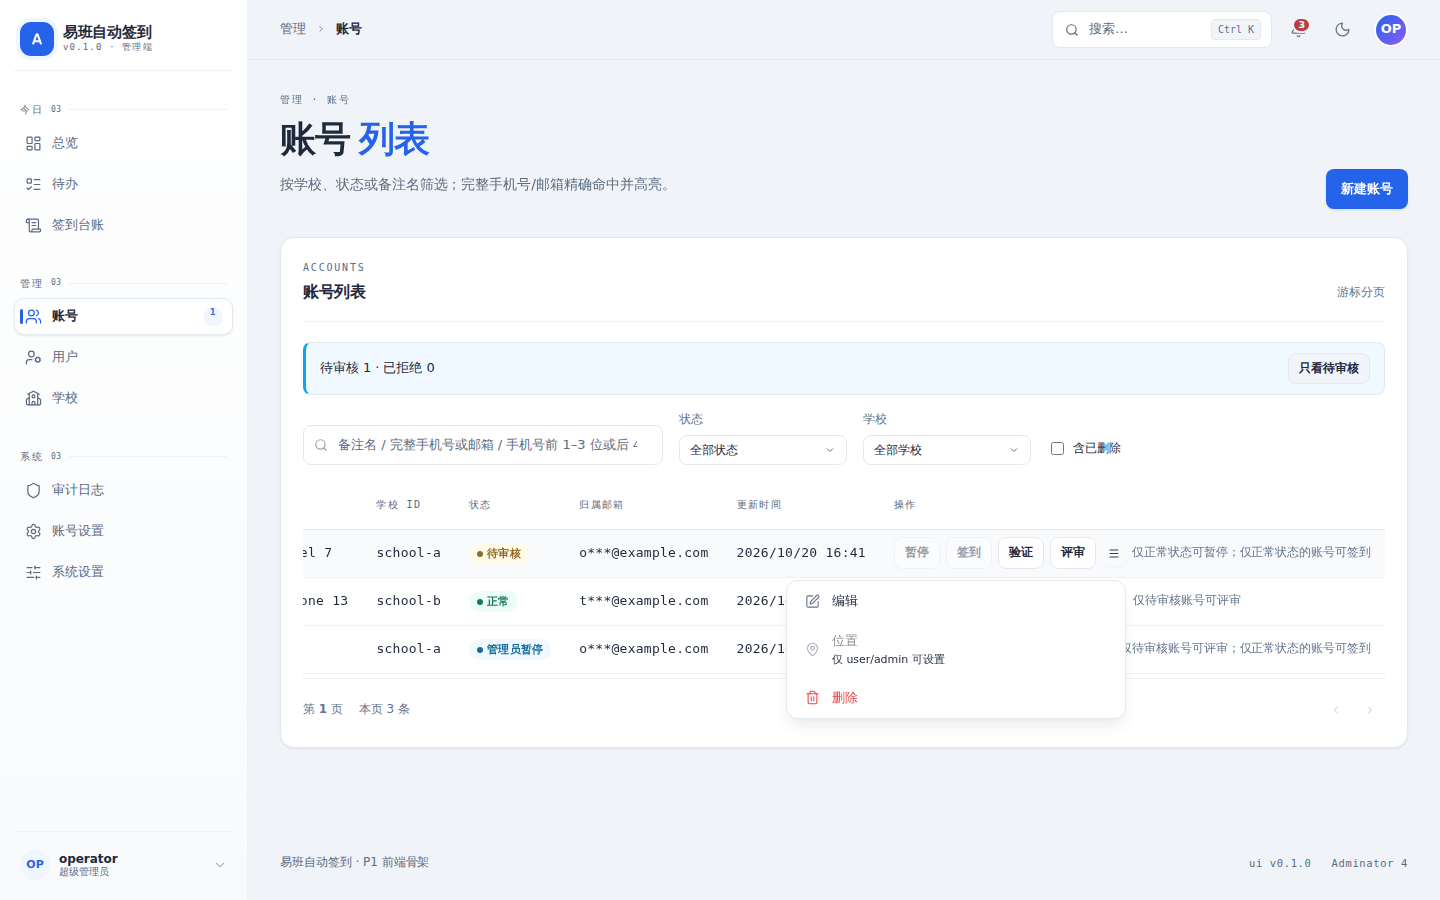 A
易班自动签到
v0.1.0 · 管理端
今日 03
总览
待办
签到台账
管理 03
账号 1
用户
学校
系统 03
审计日志
账号设置
系统设置
OP
operator
超级管理员
管理 › 账号
搜索… Ctrl K
3
OP
管理 · 账号
账号 列表
按学校、状态或备注名筛选；完整手机号/邮箱精确命中并高亮。
新建账号
ACCOUNTS
账号列表
游标分页
待审核 1 · 已拒绝 0
只看待审核
备注名 / 完整手机号或邮箱 / 手机号前 1–3 位或后
状态
全部状态
学校
全部学校
含已删除
学校 ID 状态 归属邮箱 更新时间 操作
el 7 school-a 待审核 o***@example.com 2026/10/20 16:41 暂停 签到 验证 评审 仅正常状态可暂停；仅正常状态的账号可签到
one 13 school-b 正常 t***@example.com 2026/1 仅待审核账号可评审
school-a 管理员暂停 o***@example.com 2026/1 仅待审核账号可评审；仅正常状态的账号可签到
编辑
位置
仅 user/admin 可设置
删除
第 1 页 本页 3 条
易班自动签到 · P1 前端骨架
ui v0.1.0 Adminator 4